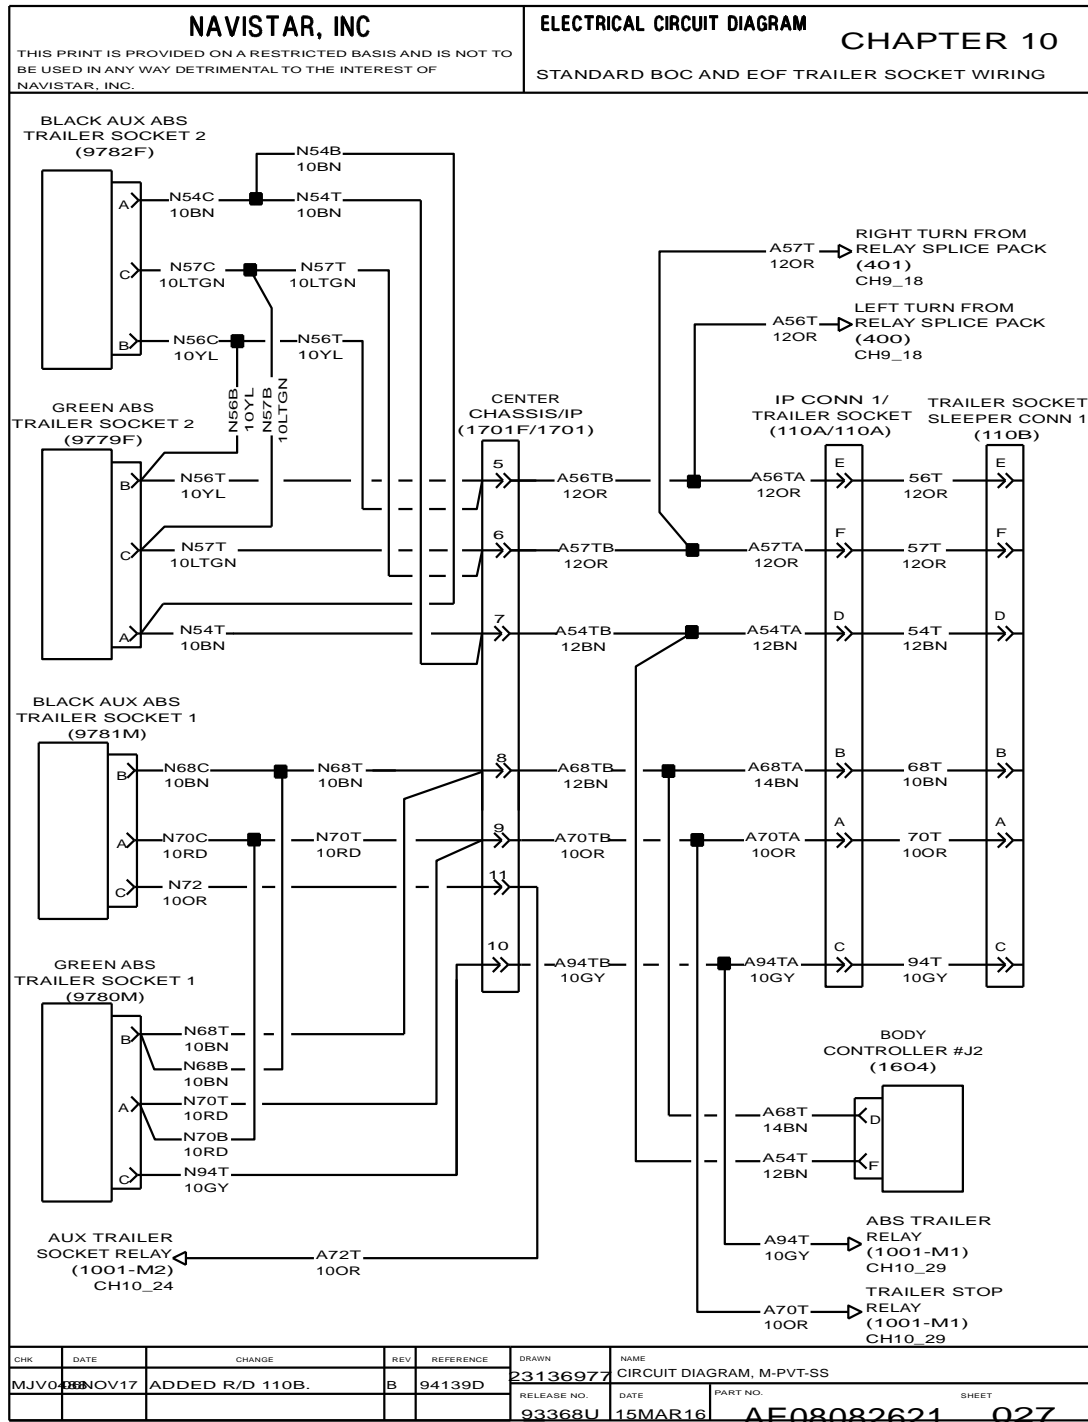 NAVISTAR, INC
THIS PRINT IS PROVIDED ON A RESTRICTED BASIS AND IS NOT TO
BE USED IN ANY WAY DETRIMENTAL TO THE INTEREST OF
NAVISTAR, INC.
ELECTRICAL CIRCUIT DIAGRAM
CHAPTER 10
STANDARD BOC AND EOF TRAILER SOCKET WIRING
BLACK AUX ABS
TRAILER SOCKET 2
(9782F)
A
C
B
N54C
10BN
N57C
10LTGN
N56C
10YL
N54B
10BN
N54T
10BN
N57T
10LTGN
N56T
10YL
N56B
10YL
N57B
10LTGN
GREEN ABS
TRAILER SOCKET 2
(9779F)
B
C
A
N56T
10YL
N57T
10LTGN
N54T
10BN
BLACK AUX ABS
TRAILER SOCKET 1
(9781M)
B
A
C
N68C
10BN
N70C
10RD
N72
10OR
N68T
10BN
N70T
10RD
GREEN ABS
TRAILER SOCKET 1
(9780M)
B
A
C
N68T
10BN
N68B
10BN
N70T
10RD
N70B
10RD
N94T
10GY
AUX TRAILER
SOCKET RELAY
(1001-M2)
CH10_24
A72T
10OR
CENTER
CHASSIS/IP
(1701F/1701)
5
6
7
8
9
11
10
A56TB
12OR
A57TB
12OR
A54TB
12BN
A68TB
12BN
A70TB
10OR
A94TB
10GY
A57T
12OR
RIGHT TURN FROM
RELAY SPLICE PACK
(401)
CH9_18
A56T
12OR
LEFT TURN FROM
RELAY SPLICE PACK
(400)
CH9_18
IP CONN 1/
TRAILER SOCKET
(110A/110A)
A56TA
12OR
A57TA
12OR
A54TA
12BN
A68TA
14BN
A70TA
10OR
A94TA
10GY
E
F
D
B
A
C
56T
12OR
57T
12OR
54T
12BN
68T
10BN
70T
10OR
94T
10GY
TRAILER SOCKET
SLEEPER CONN 1
(110B)
E
F
D
B
A
C
BODY
CONTROLLER #J2
(1604)
A68T
14BN
D
A54T
12BN
F
A94T
10GY
ABS TRAILER
RELAY
(1001-M1)
CH10_29
A70T
10OR
TRAILER STOP
RELAY
(1001-M1)
CH10_29
CHK DATE CHANGE REV REFERENCE
ADDED R/D 110B. B 94139D
DRAWN
23136977
NAME
CIRCUIT DIAGRAM, M-PVT-SS
RELEASE NO.
93368U
DATE
15MAR16
PART NO.
AE08082621
SHEET
027